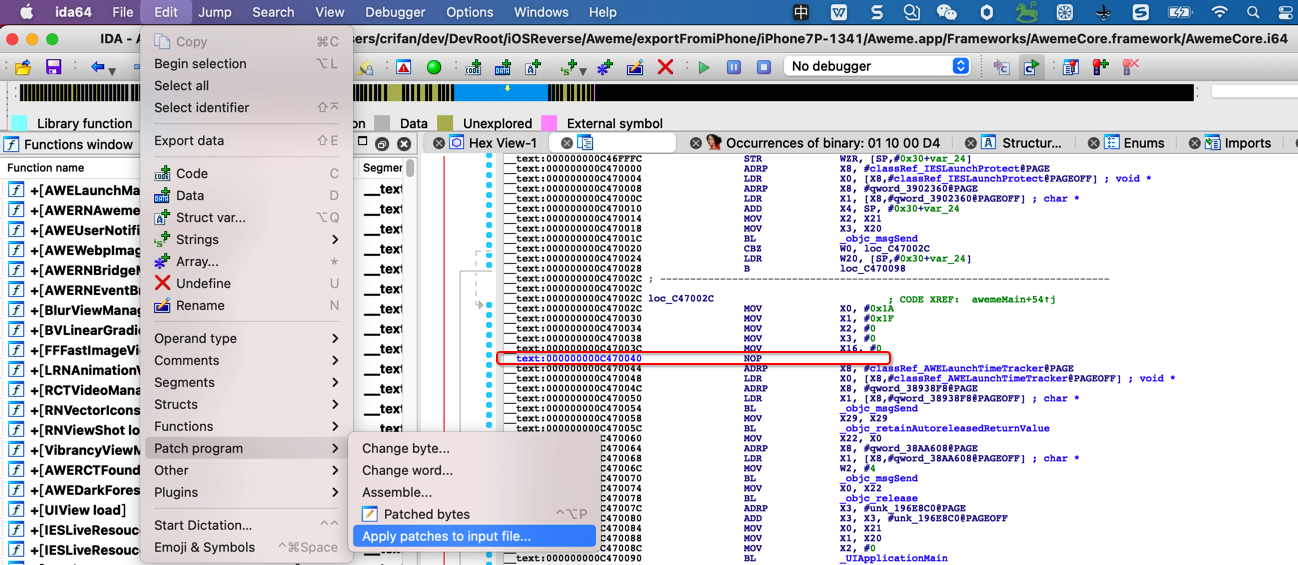 ida64 File Edit Jump Search View Debugger Options Windows Help
IDA - A
ers/crifan/dev/DevRoot/iOSReverse/Aweme/exportFromiPhone/iPhone7P-1341/Aweme.app/Frameworks/AwemeCore.framework/AwemeCore.i64
No debugger
Library function
on Data Unexplored External symbol
Functions window
Hex View-1 Occurrences of binary: 01 10 00 D4 Structur... Enums Imports
Function name
Segmer
+[AWELaunchMa
__text
+[AWERNAweme
__text
+[AWEUserNotifi
__text
+[AWEWebpImag
__text
+[AWERNBridgeM
__text
+[AWERNEventBr
__text
+[BlurViewManag
__text
+[BVLinearGradie
__text
+[FFFastImageVi
__text
+[LRNAnimationV
__text
+[RCTVideoMana
__text
+[RNVectorIcons
__text
+[RNViewShot lo
+[VibrancyViewM
+[AWERCTFound
+[AWEDarkFores
+[UIView load]
+[IESLiveResouc
+[IESLiveResouc
Copy ⌘C
Begin selection ⌥L
Select all
Select identifier ⇧⌤
Export data ⇧E
Code C
Data D
Struct var... ⌥Q
Strings
Array... *
Undefine U
Rename N
Operand type
Comments
Segments
Structs
Functions
Patch program
Other
Plugins
Start Dictation...
Emoji & Symbols ^⌘Space
Change byte...
Change word...
Assemble...
Patched bytes ^⌥P
Apply patches to input file...
__text:000000000C46FFFC STR WZR, [SP,#0x30+var_24]
__text:000000000C470000 ADRP X8, #classRef_IESLaunchProtect@PAGE
__text:000000000C470004 LDR X0, [X8,#classRef_IESLaunchProtect@PAGEOFF] ; void *
__text:000000000C470008 ADRP X8, #qword_3902360@PAGE
__text:000000000C47000C LDR X1, [X8,#qword_3902360@PAGEOFF] ; char *
__text:000000000C470010 ADD X4, SP, #0x30+var_24
__text:000000000C470014 MOV X2, X21
__text:000000000C470018 MOV X3, X20
__text:000000000C47001C BL _objc_msgSend
__text:000000000C470020 CBZ W0, loc_C47002C
__text:000000000C470024 LDR W20, [SP,#0x30+var_24]
__text:000000000C470028 B loc_C470098
__text:000000000C47002C ; ---------------------------------------------------------------------------
__text:000000000C47002C
__text:000000000C47002C loc_C47002C ; CODE XREF: awemeMain+54↑j
__text:000000000C47002C MOV X0, #0x1A
__text:000000000C470030 MOV X1, #0x1F
__text:000000000C470034 MOV X2, #0
__text:000000000C470038 MOV X3, #0
__text:000000000C47003C MOV X16, #0
__text:000000000C470040 NOP
__text:000000000C470044 ADRP X8, #classRef_AWELaunchTimeTracker@PAGE
__text:000000000C470048 LDR X0, [X8,#classRef_AWELaunchTimeTracker@PAGEOFF] ; void *
__text:000000000C47004C ADRP X8, #qword_38938F8@PAGE
__text:000000000C470050 LDR X1, [X8,#qword_38938F8@PAGEOFF] ; char *
__text:000000000C470054 BL _objc_msgSend
__text:000000000C470058 MOV X29, X29
__text:000000000C47005C BL _objc_retainAutoreleasedReturnValue
C470060 MOV X22, X0
C470064 ADRP X8, #qword_38AA608@PAGE
C470068 LDR X1, [X8,#qword_38AA608@PAGEOFF] ; char *
C47006C MOV W2, #4
C470070 BL _objc_msgSend
C470074 MOV X0, X22
C470078 BL _objc_release
C47007C ADRP X3, #unk_196E8C0@PAGE
C470080 ADD X3, X3, #unk_196E8C0@PAGEOFF
C470084 MOV X0, X21
C470088 MOV X1, X20
C47008C MOV X2, #0
__text:000000000C470090 BL _UIApplicationMain